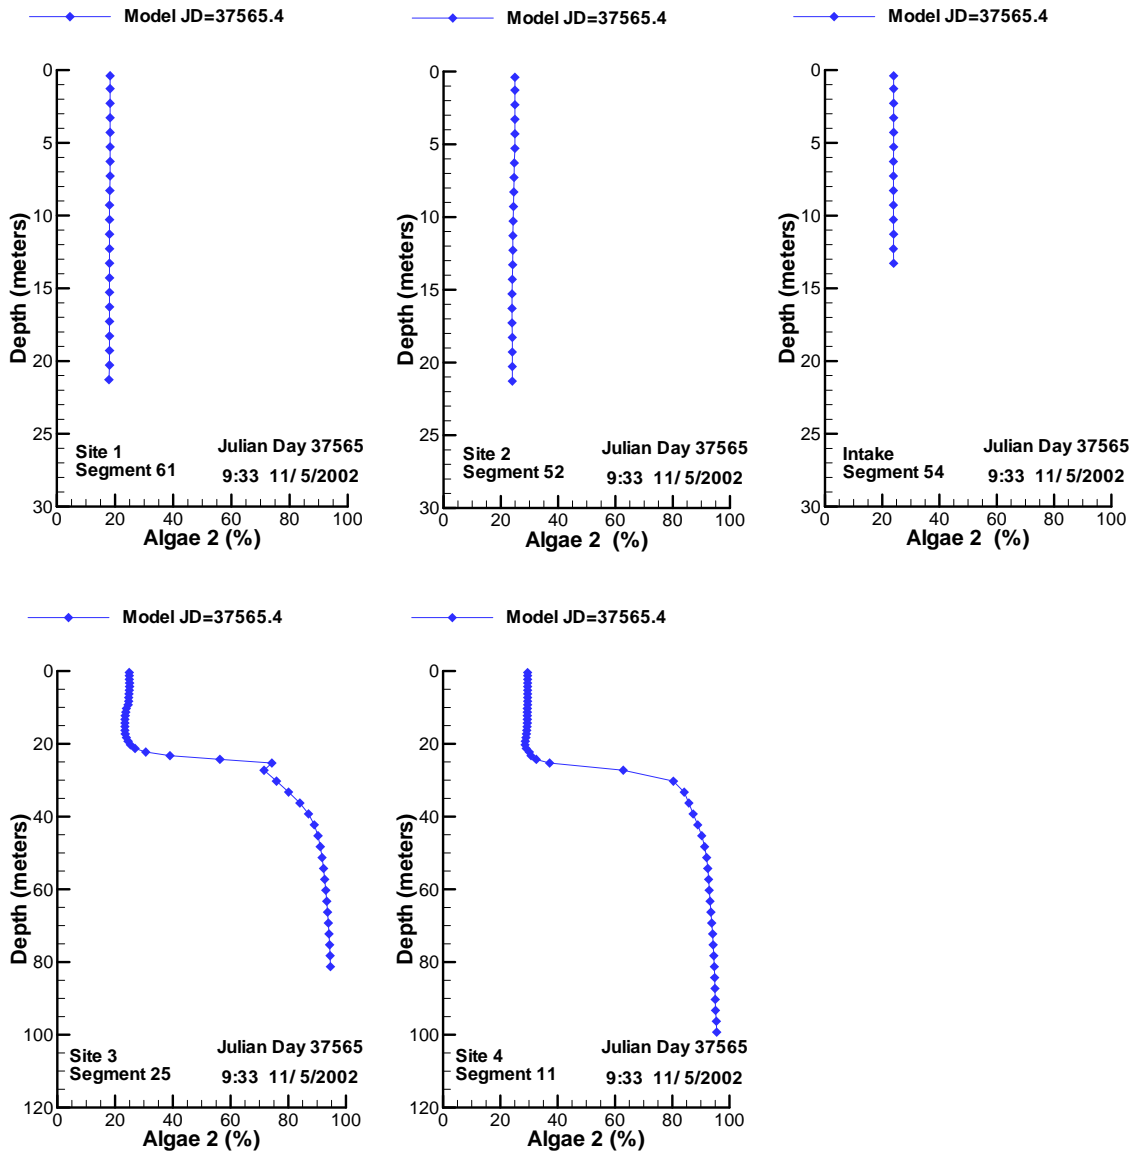 Model JD=37565.4
Model JD=37565.4
Model JD=37565.4
0
5
10
15
20
25
30
Depth (meters)
Site 1
Segment 61
Julian Day 37565
9:33 11/ 5/2002
0 20 40 60 80 100
Algae 2 (%)
0
5
10
15
20
25
30
Depth (meters)
Site 2
Segment 52
Julian Day 37565
9:33 11/ 5/2002
0 20 40 60 80 100
Algae 2 (%)
0
5
10
15
20
25
30
Depth (meters)
Intake
Segment 54
Julian Day 37565
9:33 11/ 5/2002
0 20 40 60 80 100
Algae 2 (%)
Model JD=37565.4
Model JD=37565.4
0
20
40
60
80
100
120
Depth (meters)
Site 3
Segment 25
Julian Day 37565
9:33 11/ 5/2002
0 20 40 60 80 100
Algae 2 (%)
0
20
40
60
80
100
120
Depth (meters)
Site 4
Segment 11
Julian Day 37565
9:33 11/ 5/2002
0 20 40 60 80 100
Algae 2 (%)